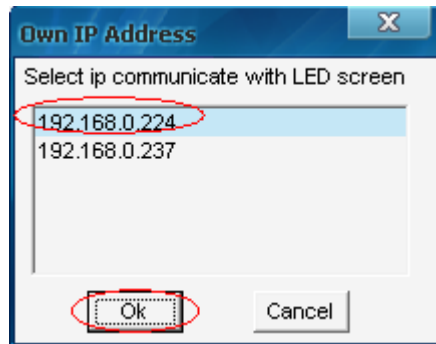 Own IP Address
X
Select ip communicate with LED screen
192.168.0.224
192.168.0.237
Ok
Cancel